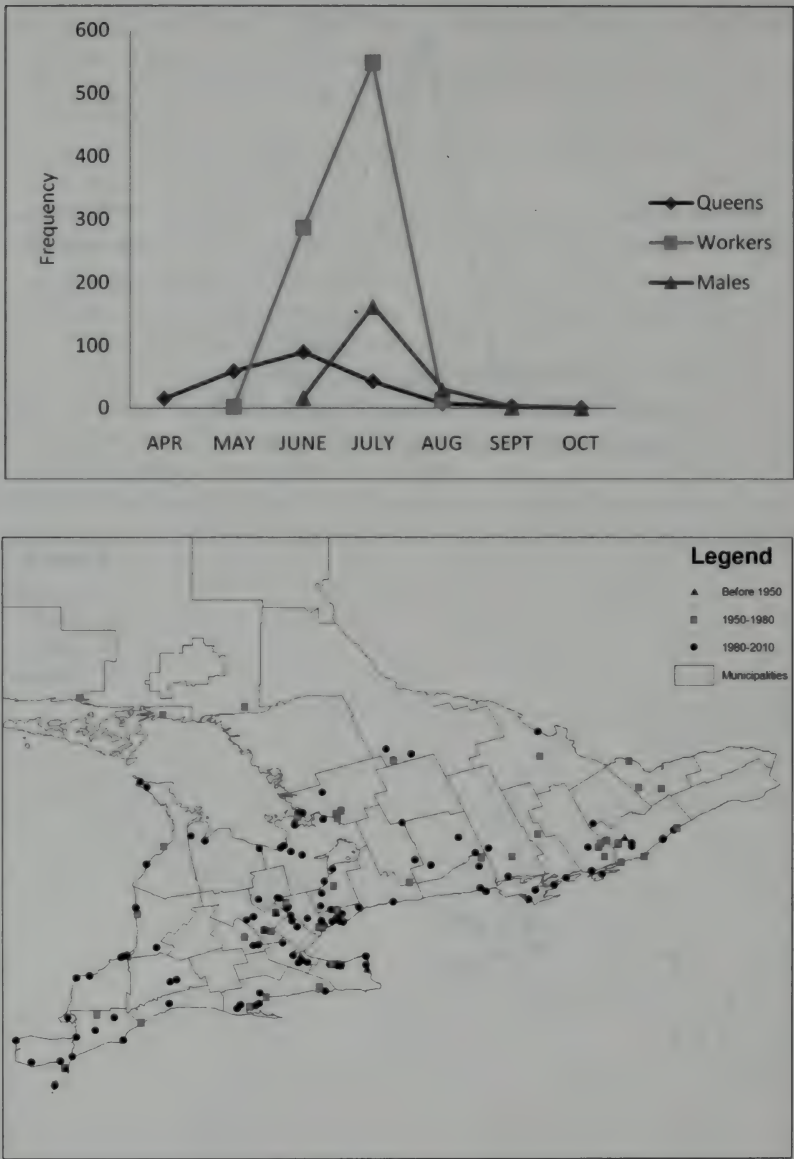 600
500
400
300
200
100
0
Frequency
APR MAY JUNE JULY AUG SEPT OCT
Queens
Workers
Males
Legend
Before 1950
1950-1980
1980-2010
Municipalities